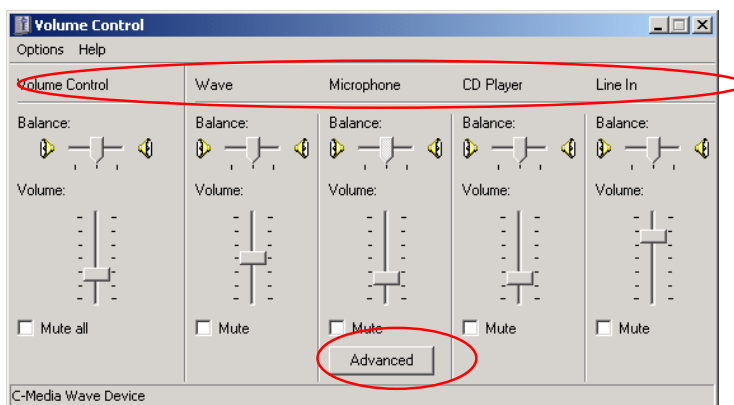 Volume Control
Options Help
Volume Control Wave Microphone CD Player Line In
Balance: Balance: Balance: Balance: Balance:
Volume: Volume: Volume: Volume: Volume:
Mute all Mute Mute Mute Mute
Advanced
C-Media Wave Device